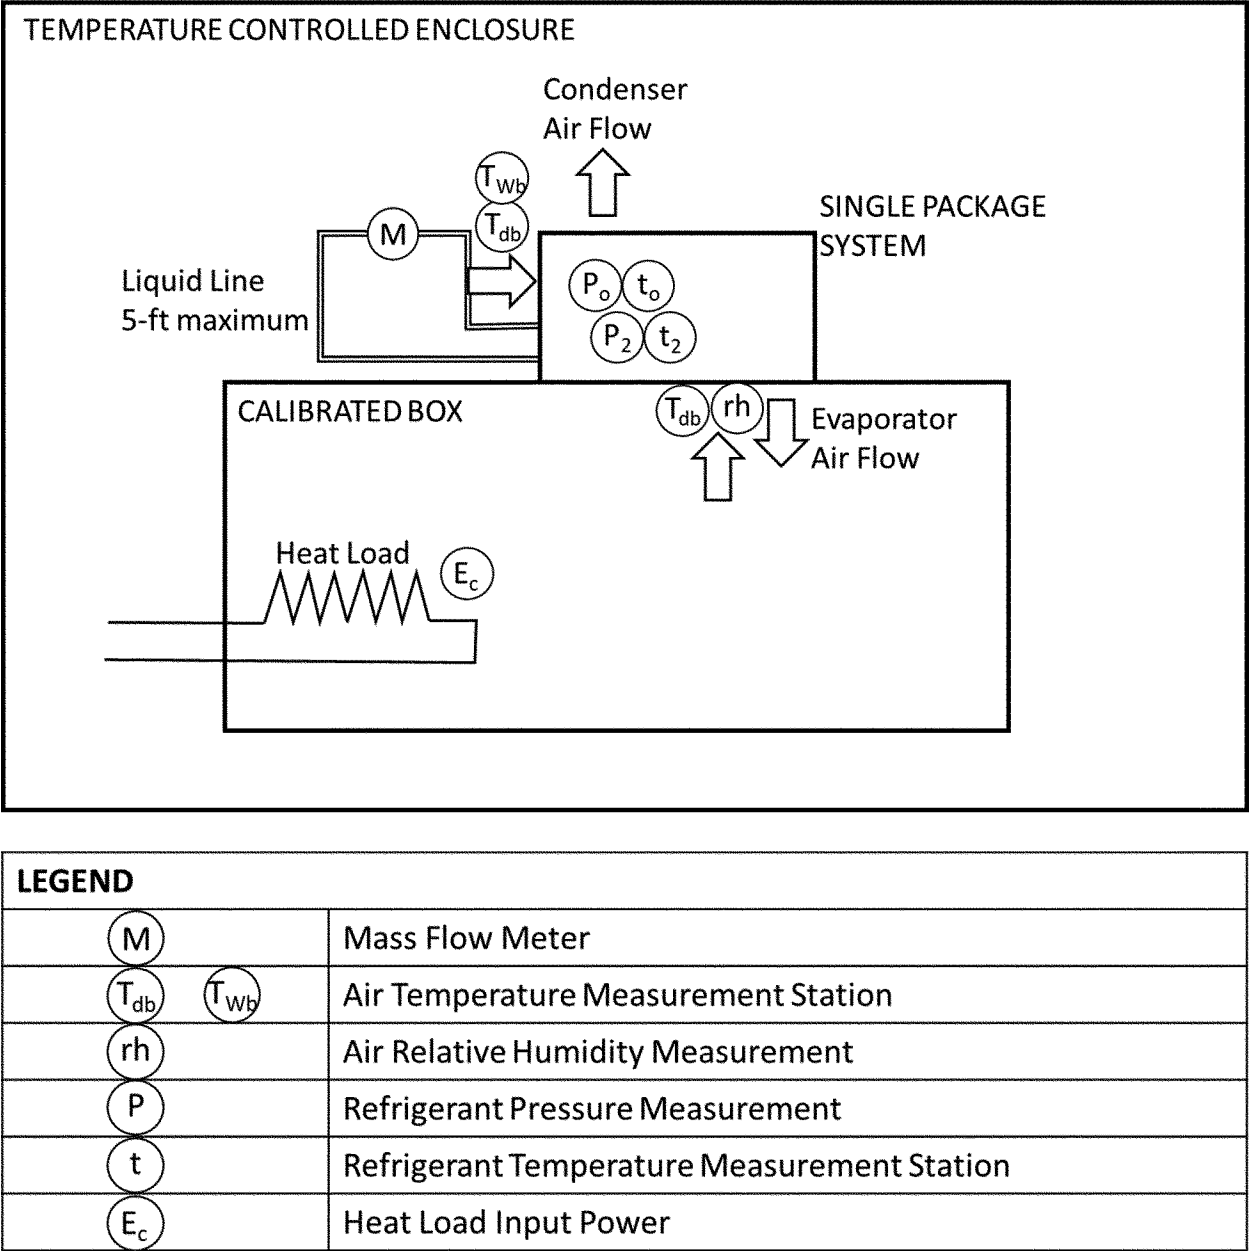 TEMPERATURE CONTROLLED ENCLOSURE
Condenser
Air Flow
T_Wb
T_db
M
SINGLE PACKAGE
SYSTEM
Liquid Line
5-ft maximum
P_o t_o
P_2 t_2
CALIBRATED BOX
T_db rh
Evaporator
Air Flow
Heat Load
E_c
LEGEND
M Mass Flow Meter
T_db T_Wb Air Temperature Measurement Station
rh Air Relative Humidity Measurement
P Refrigerant Pressure Measurement
t Refrigerant Temperature Measurement Station
E_c Heat Load Input Power